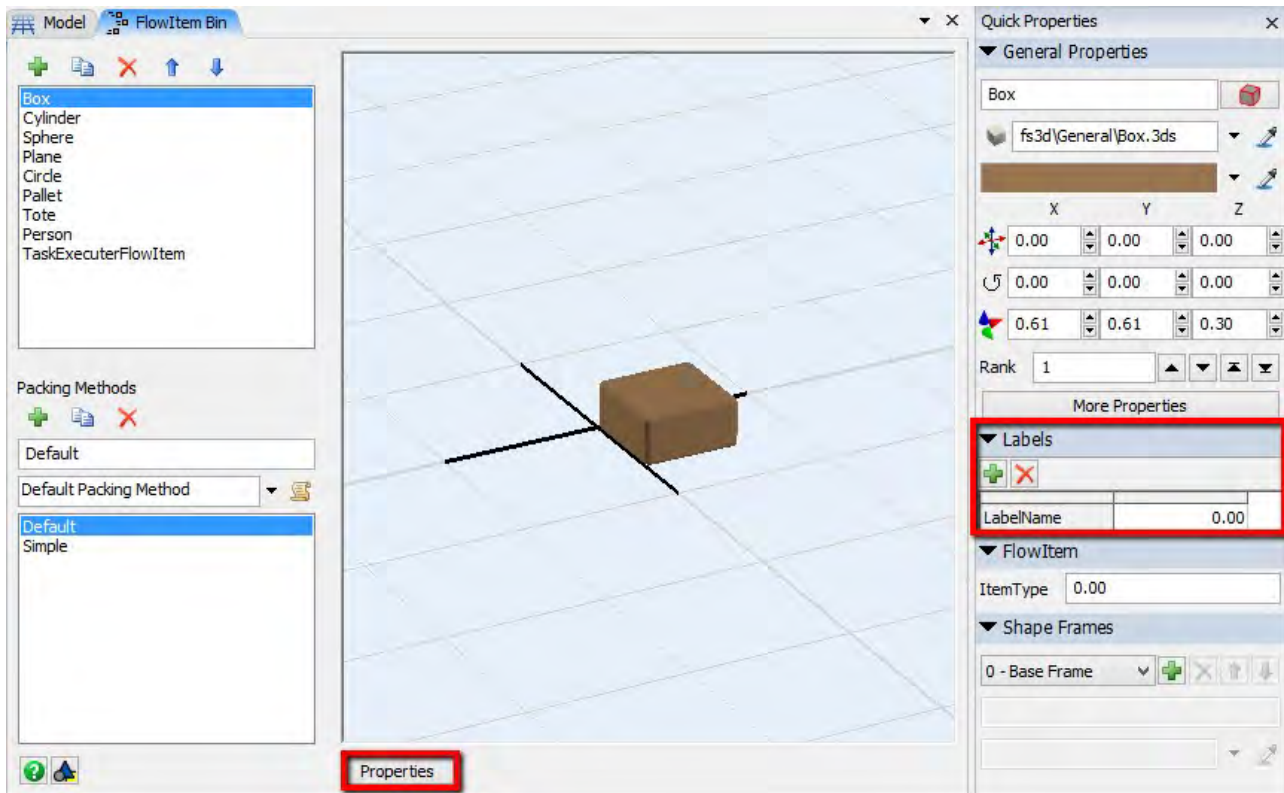 Model
FlowItem Bin
Box
Cylinder
Sphere
Plane
Circle
Pallet
Tote
Person
TaskExecuterFlowItem
Packing Methods
Default
Default Packing Method
Default
Simple
Properties
Quick Properties
General Properties
Box
fs3d\General\Box.3ds
X Y Z
0.00 0.00 0.00
0.00 0.00 0.00
0.61 0.61 0.30
Rank 1
More Properties
Labels
LabelName 0.00
FlowItem
ItemType 0.00
Shape Frames
0 - Base Frame